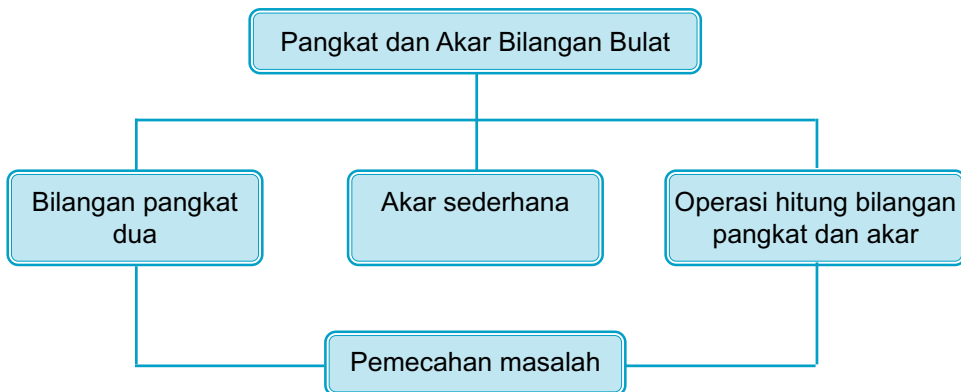 Pangkat dan Akar Bilangan Bulat
Bilangan pangkat
dua
Akar sederhana
Operasi hitung bilangan
pangkat dan akar
Pemecahan masalah